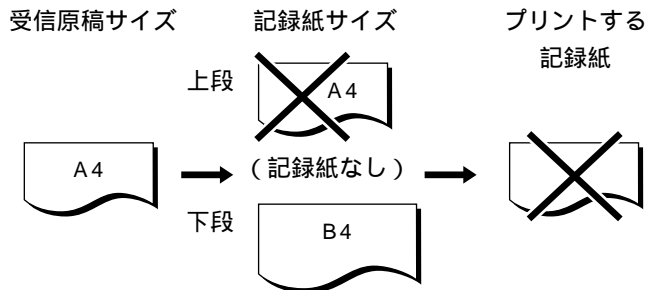 受信原稿サイズ
記録紙サイズ
プリントする
記録紙
上段
A4
A4
(記録紙なし)
下段
B4